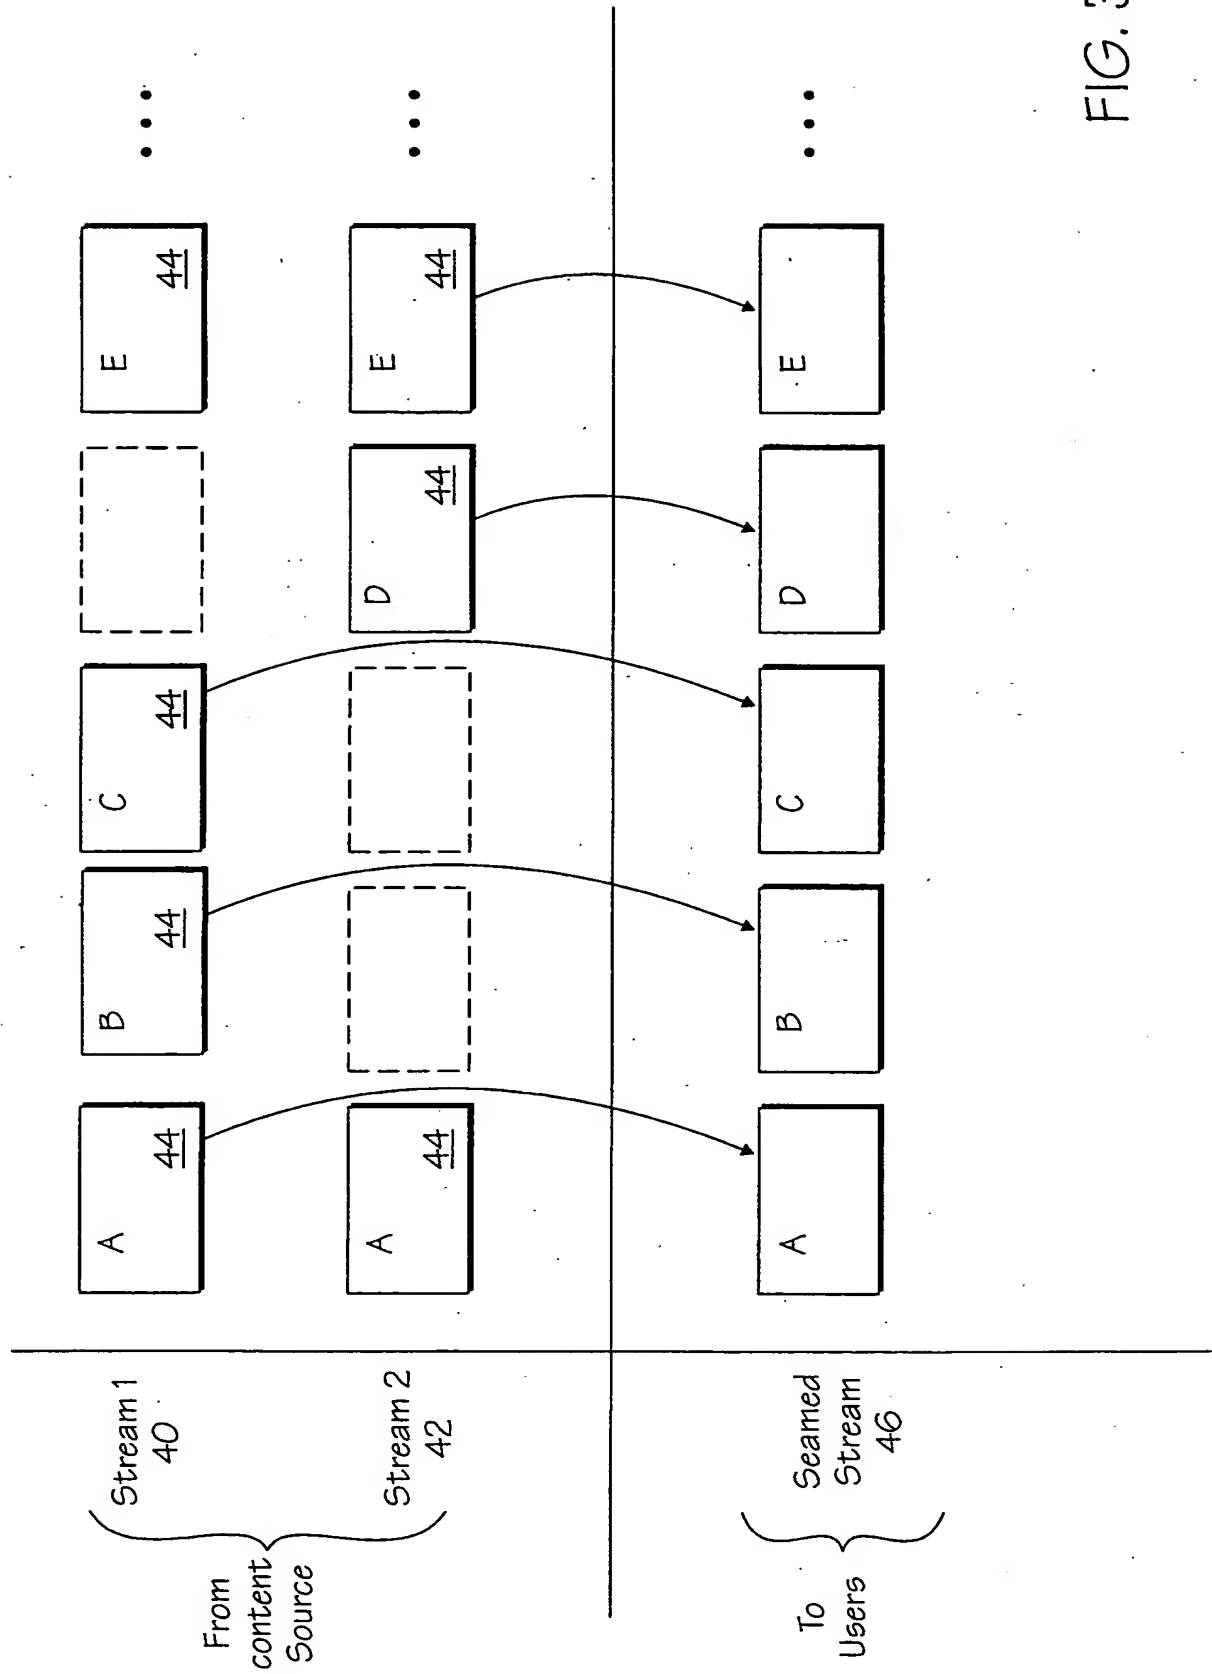 From
content
Source
Stream 1
40
A
44
B
44
C
44
E
44
• • •
Stream 2
42
A
44
D
44
E
44
• • •
To
Users
Seamed
Stream
46
A
B
C
D
E
• • •
FIG. 3